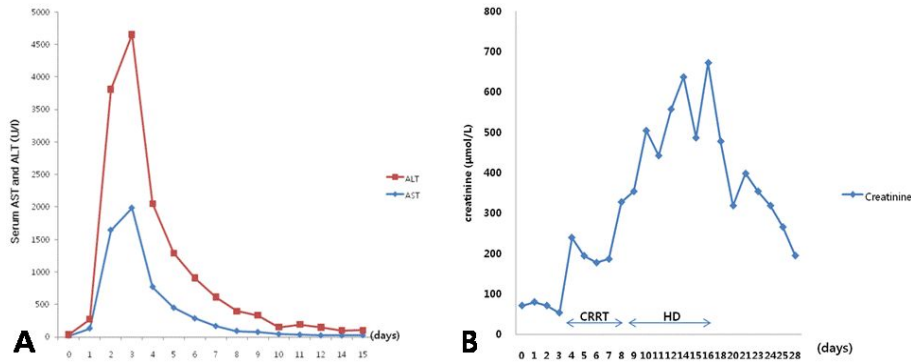 Serum AST and ALT (U/l)
5000
4500
4000
3500
3000
2500
2000
1500
1000
500
0
0 1 2 3 4 5 6 7 8 9 10 11 12 13 14 15
(days)
ALT
AST
A
creatinine (μmol/L)
800
700
600
500
400
300
200
100
0
CRRT
HD
0 1 2 3 4 5 6 7 8 9 10 11 12 14 15 16 18 20 21 23 24 25 28 (days)
Creatinine
B